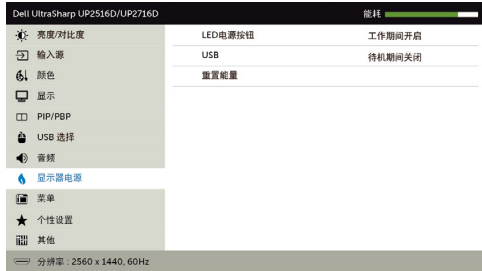 Dell UltraSharp UP2516D/UP2716D 能耗
亮度/对比度 LED电源按钮 工作期间开启
输入源 USB 待机期间关闭
颜色 重置能量
显示
PIP/PBP
USB 选择
音频
显示器电源
菜单
个性设置
其他
分辨率 : 2560 x 1440, 60Hz